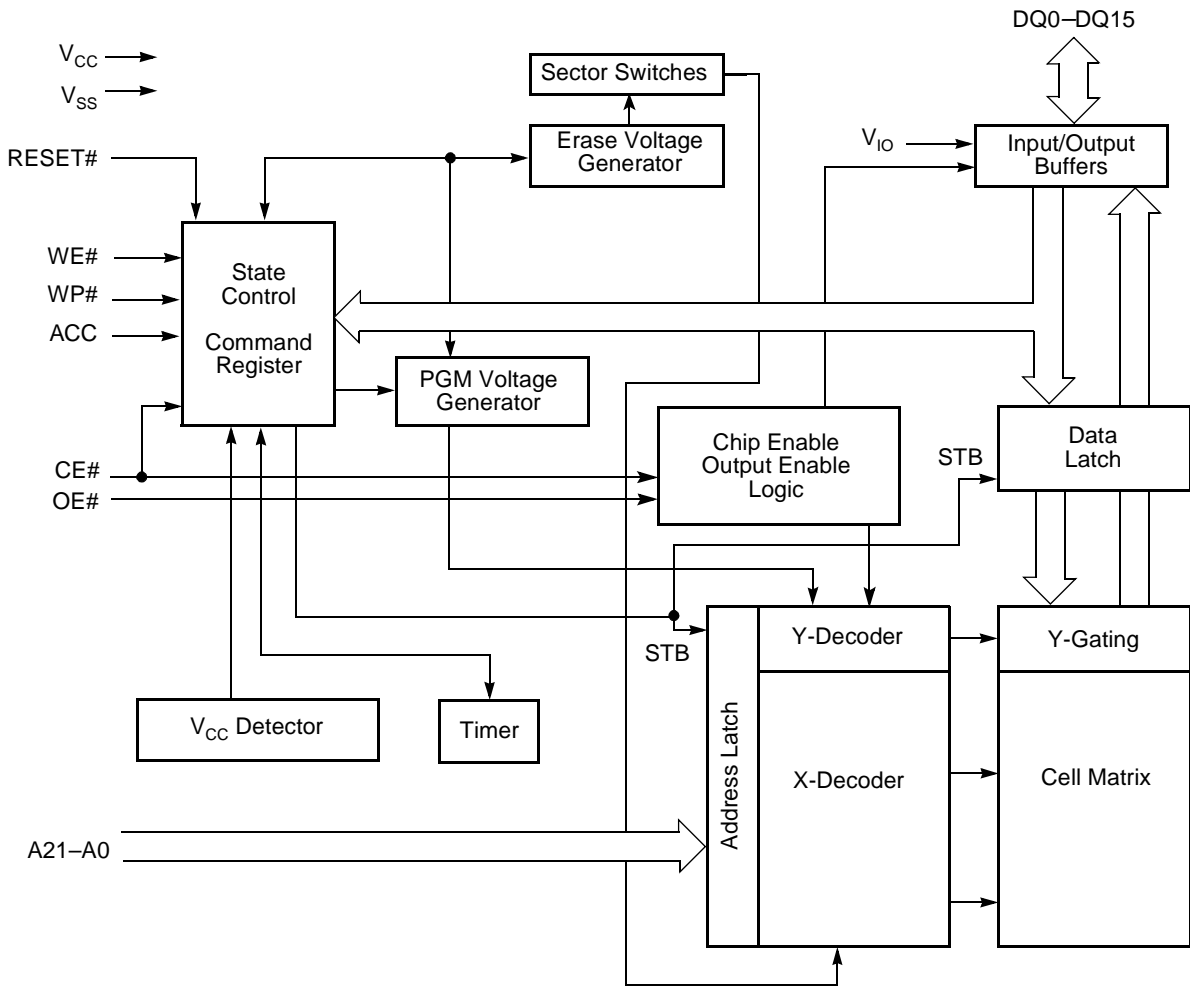 DQ0–DQ15
VCC
Sector Switches
VSS
Erase Voltage
Generator
VIO
Input/Output
Buffers
RESET#
WE#
WP#
ACC
State
Control
Command
Register
PGM Voltage
Generator
Chip Enable
Output Enable
Logic
Data
Latch
STB
CE#
OE#
STB
Y-Decoder
Y-Gating
VCC Detector
Timer
Address Latch
X-Decoder
Cell Matrix
A21–A0